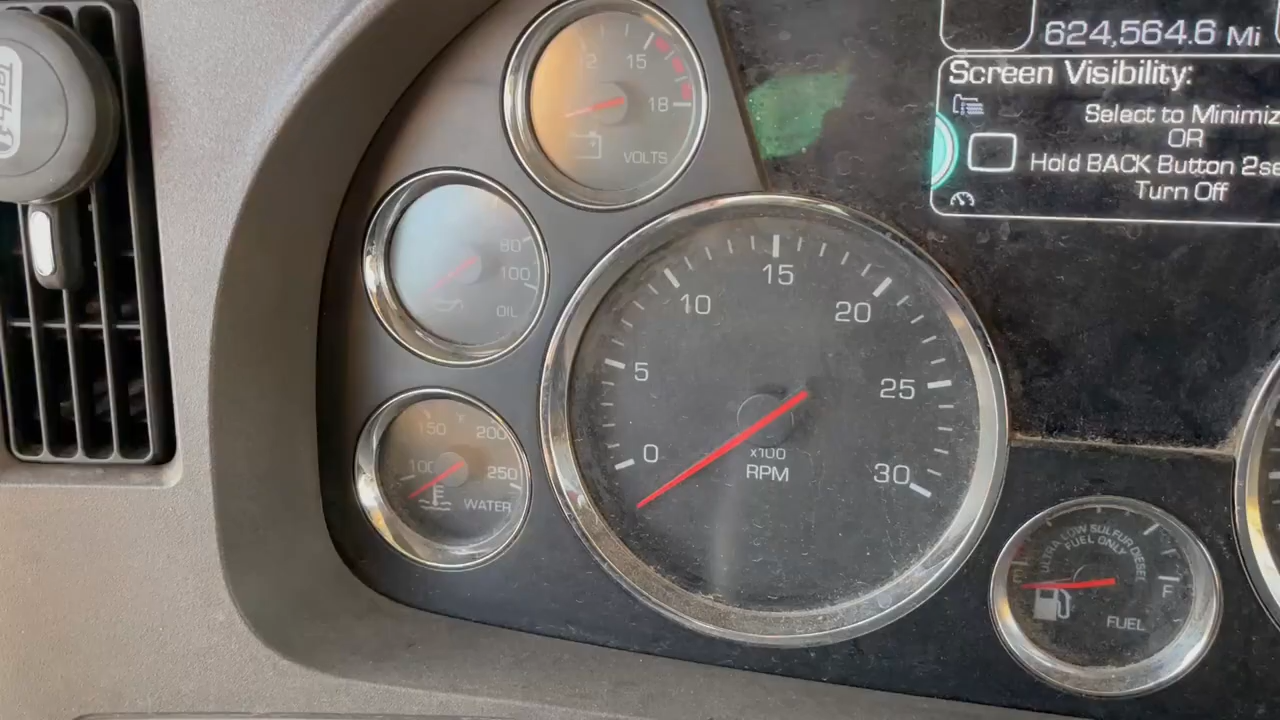 Tech
624,564.6 Mi
Screen Visibility:
Select to Minimiz
OR
Hold BACK Button 2se
Turn Off
12
15
18
VOLTS
80
100
OIL
100
150
200
250
WATER
0
5
10
15
20
25
30
x100
RPM
ULTRA LOW SULFUR DIESEL
FUEL ONLY
F
FUEL